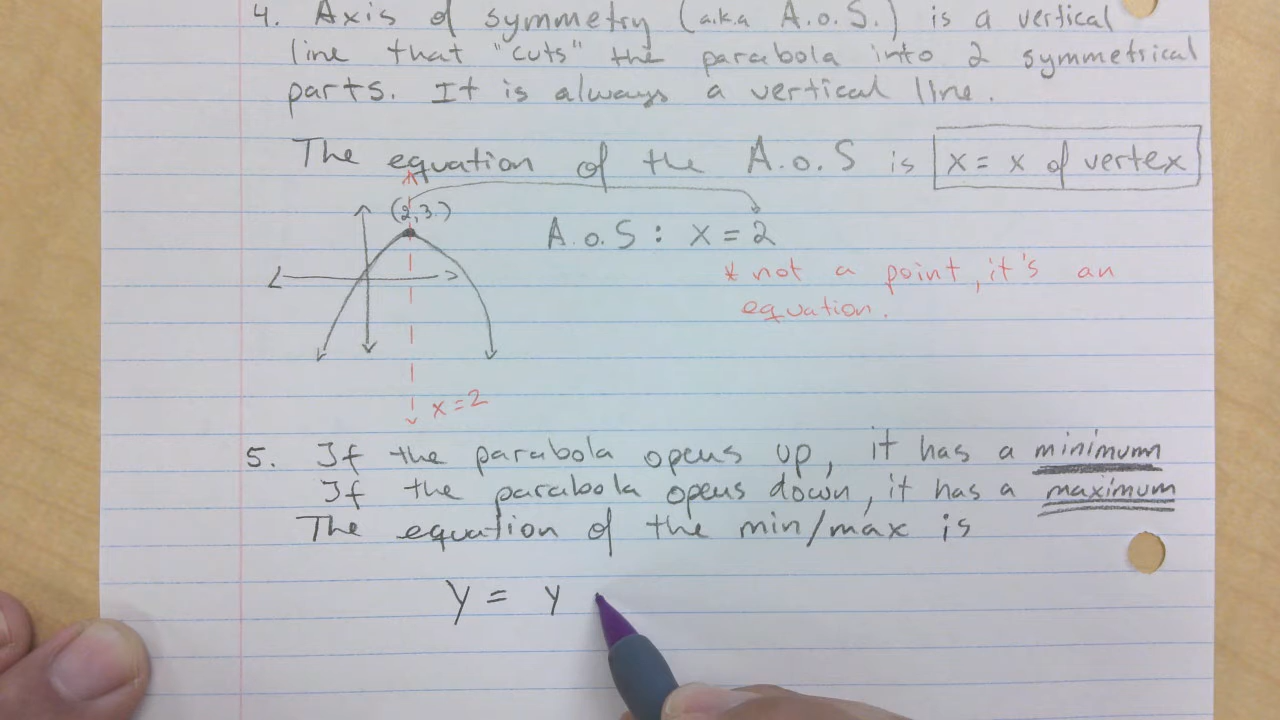 4. Axis of symmetry (a.k.a A.o.S.) is a vertical
line that "cuts" the parabola into 2 symmetrical
parts. It is always a vertical line.
The equation of the A.o.S is x = x of vertex
(2,3.)
A.o.S : x = 2
* not a point, it's an
equation.
x = 2
5. If the parabola opens up, it has a minimum
If the parabola opens down, it has a maximum
The equation of the min/max is
y = y